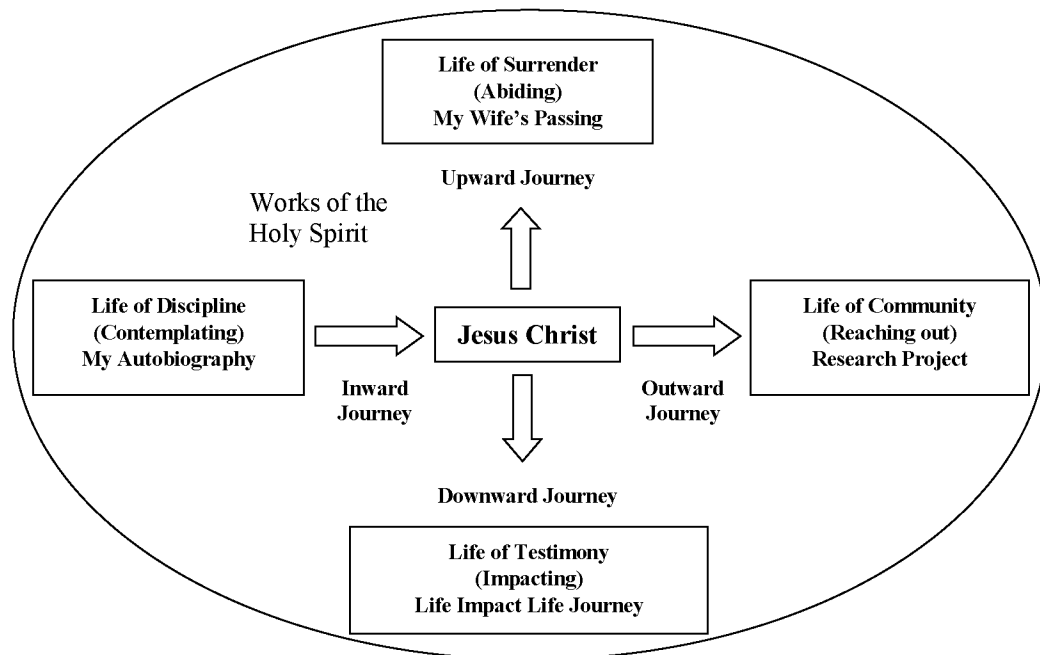 Life of Surrender
(Abiding)
My Wife's Passing
Upward Journey
Works of the
Holy Spirit
Life of Discipline
(Contemplating)
My Autobiography
Inward
Journey
Jesus Christ
Outward
Journey
Life of Community
(Reaching out)
Research Project
Downward Journey
Life of Testimony
(Impacting)
Life Impact Life Journey